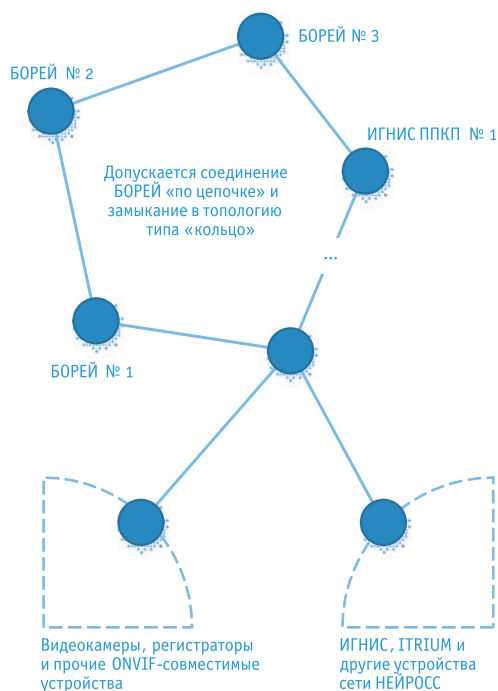 БОРЕЙ № 3
БОРЕЙ № 2
ИГНИС ППКП № 1
Допускается соединение
БОРЕЙ «по цепочке» и
замыкание в топологию
типа «кольцо»
...
БОРЕЙ № 1
Видеокамеры, регистраторы
и прочие ONVIF-совместимые
устройства
ИГНИС, ITRIUM и
другие устройства
сети НЕЙРОСС